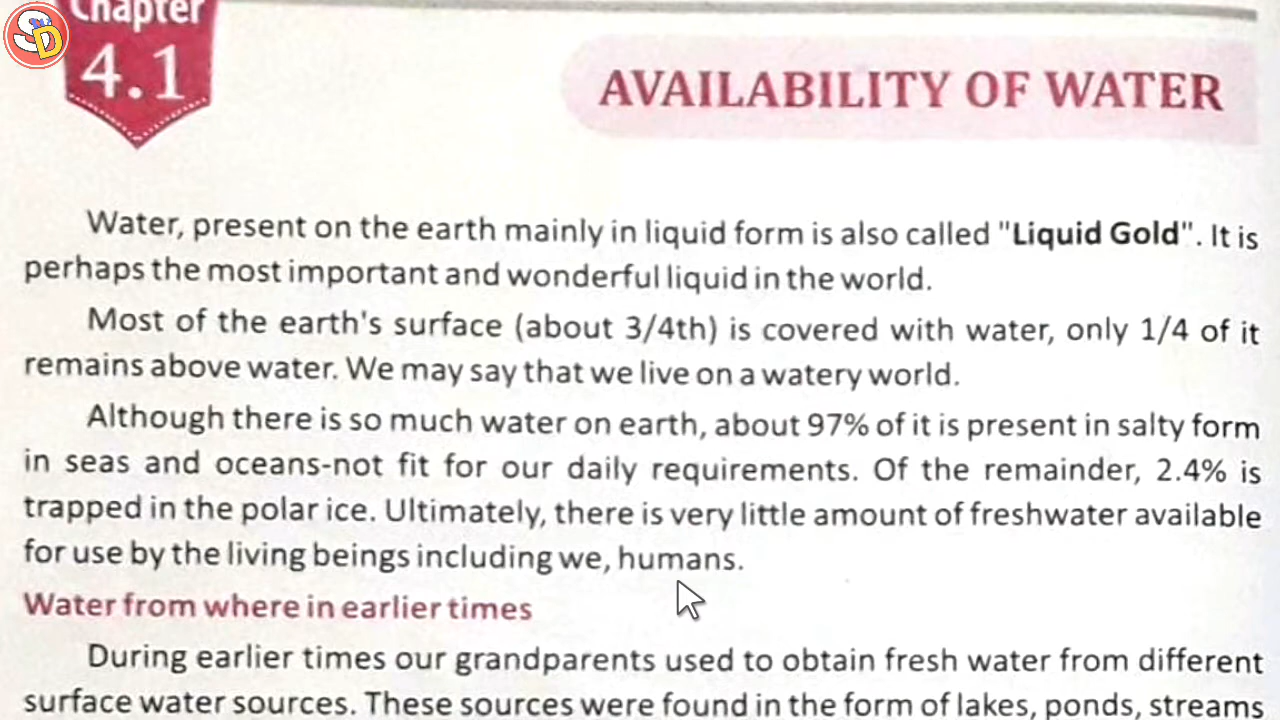 SD
Chapter
4.1
AVAILABILITY OF WATER
Water, present on the earth mainly in liquid form is also called "Liquid Gold". It is
perhaps the most important and wonderful liquid in the world.
Most of the earth's surface (about 3/4th) is covered with water, only 1/4 of it
remains above water. We may say that we live on a watery world.
Although there is so much water on earth, about 97% of it is present in salty form
in seas and oceans-not fit for our daily requirements. Of the remainder, 2.4% is
trapped in the polar ice. Ultimately, there is very little amount of freshwater available
for use by the living beings including we, humans.
Water from where in earlier times
During earlier times our grandparents used to obtain fresh water from different
surface water sources. These sources were found in the form of lakes, ponds, streams